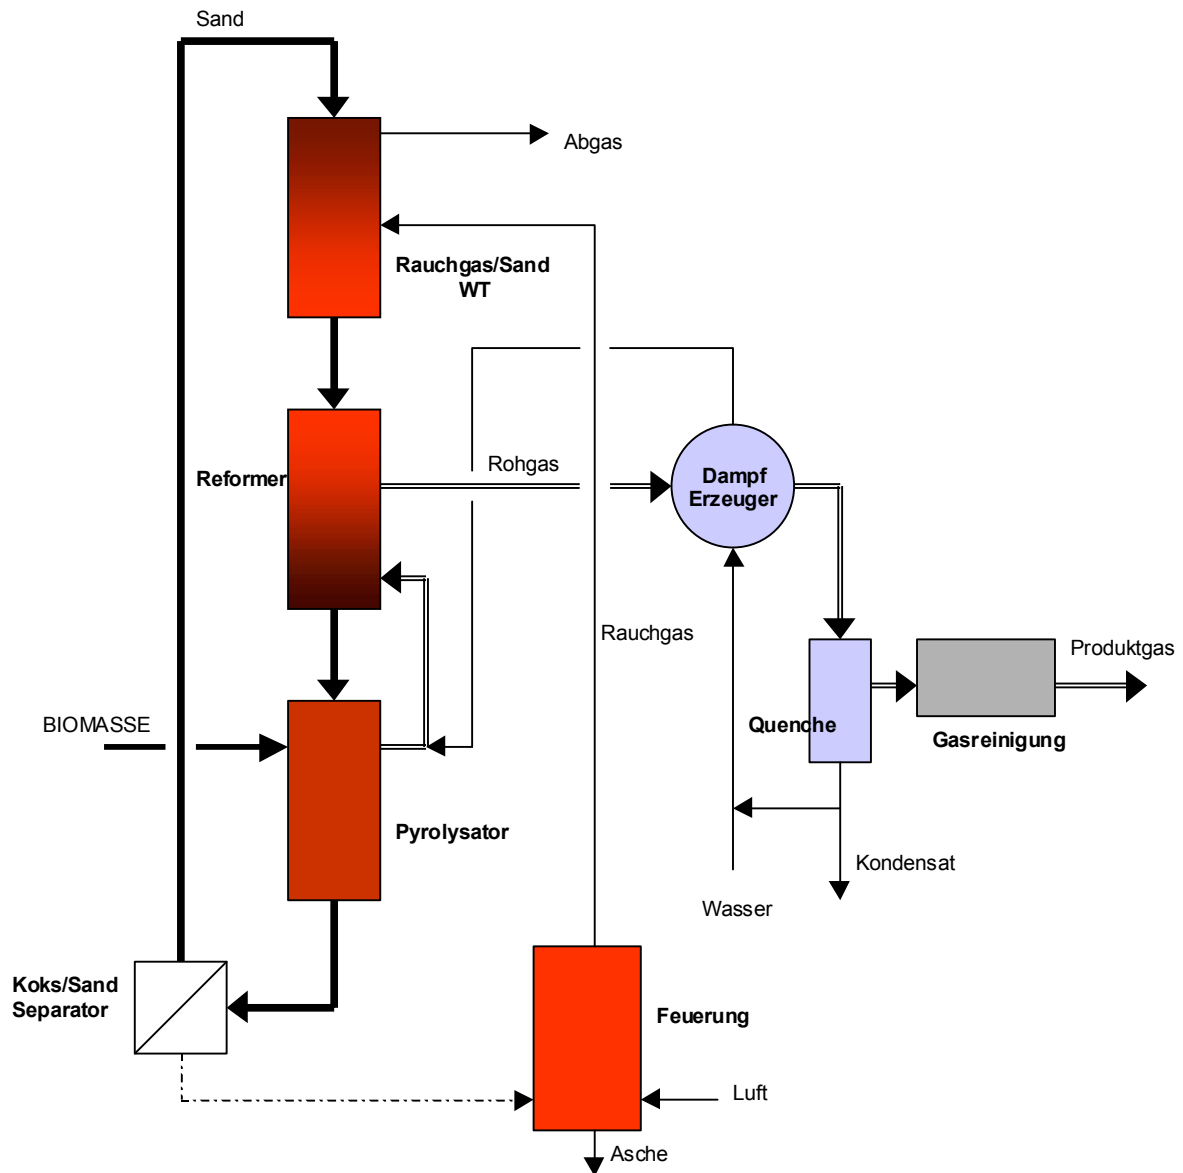 Sand
Abgas
Rauchgas/Sand
WT
Rohgas
Reformer
Dampf
Erzeuger
Rauchgas
Produktgas
BIOMASSE
Quenche
Gasreinigung
Pyrolysator
Kondensat
Wasser
Koks/Sand
Separator
Feuerung
Luft
Asche